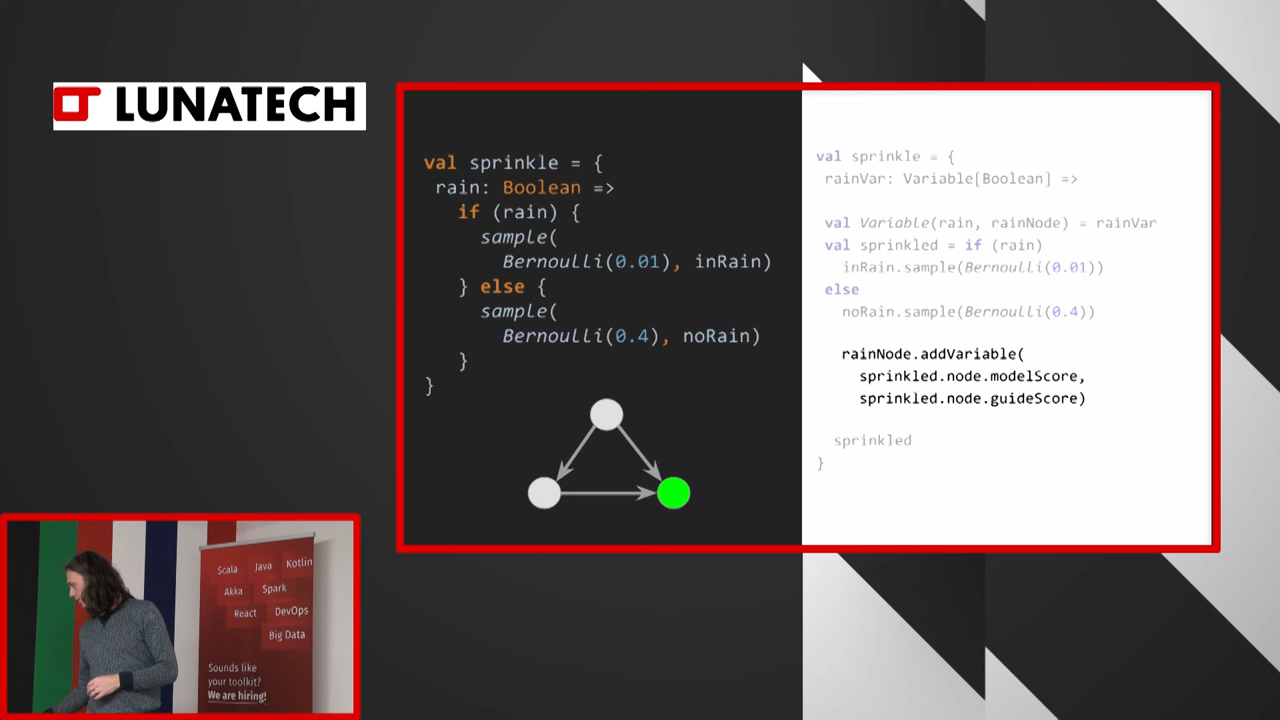 LUNATECH
val sprinkle = {
rain: Boolean =>
if (rain) {
sample(
Bernoulli(0.01), inRain)
} else {
sample(
Bernoulli(0.4), noRain)
}
}
val sprinkle = {
rainVar: Variable[Boolean] =>
val Variable(rain, rainNode) = rainVar
val sprinkled = if (rain)
inRain.sample(Bernoulli(0.01))
else
noRain.sample(Bernoulli(0.4))
rainNode.addVariable(
sprinkled.node.modelScore,
sprinkled.node.guideScore)
sprinkled
}
Scala Java Kotlin
Akka Spark
React DevOps
Big Data
Sounds like
your toolkit?
We are hiring!